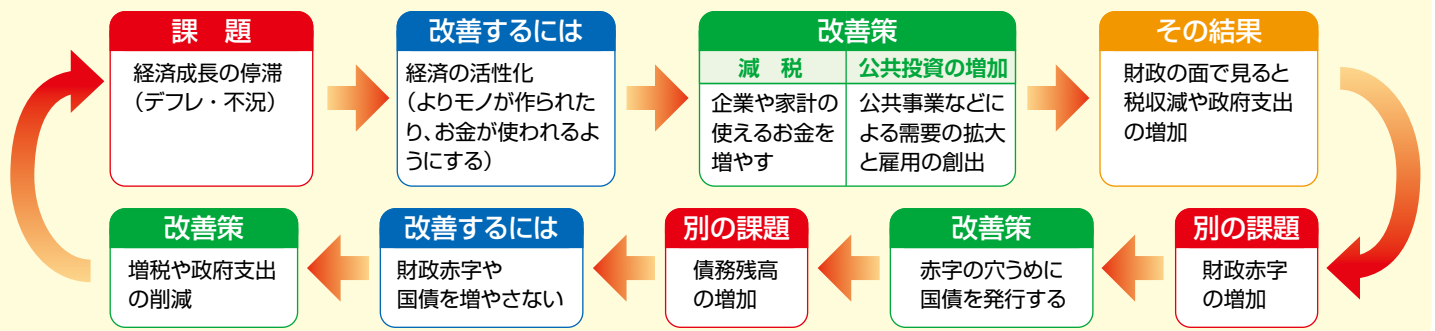 課　題
経済成長の停滞
（デフレ・不況）
改善するには
経済の活性化
（よりモノが作られた
り、お金が使われるよ
うにする）
改善策
減　税
企業や家計の
使えるお金を
増やす
公共投資の増加
公共事業などに
よる需要の拡大
と雇用の創出
その結果
財政の面で見ると
税収減や政府支出
の増加
別の課題
財政赤字
の増加
改善策
赤字の穴うめに
国債を発行する
別の課題
債務残高
の増加
改善するには
財政赤字や
国債を増やさない
改善策
増税や政府支出
の削減